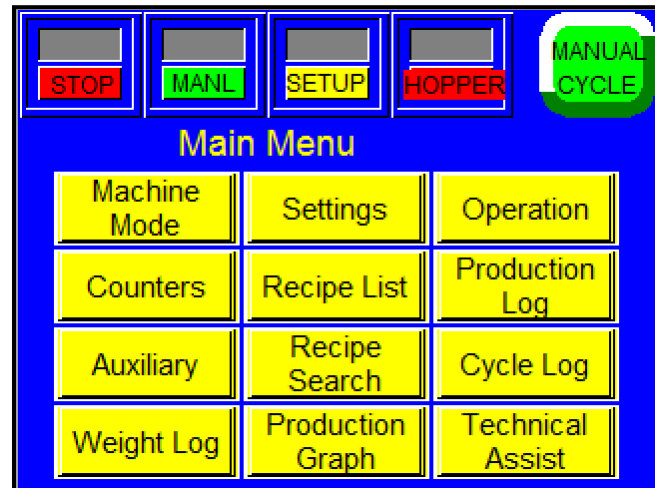 STOP MANL SETUP HOPPER
MANUAL
CYCLE
Main Menu
Machine
Mode
Settings
Operation
Counters
Recipe List
Production
Log
Auxiliary
Recipe
Search
Cycle Log
Weight Log
Production
Graph
Technical
Assist